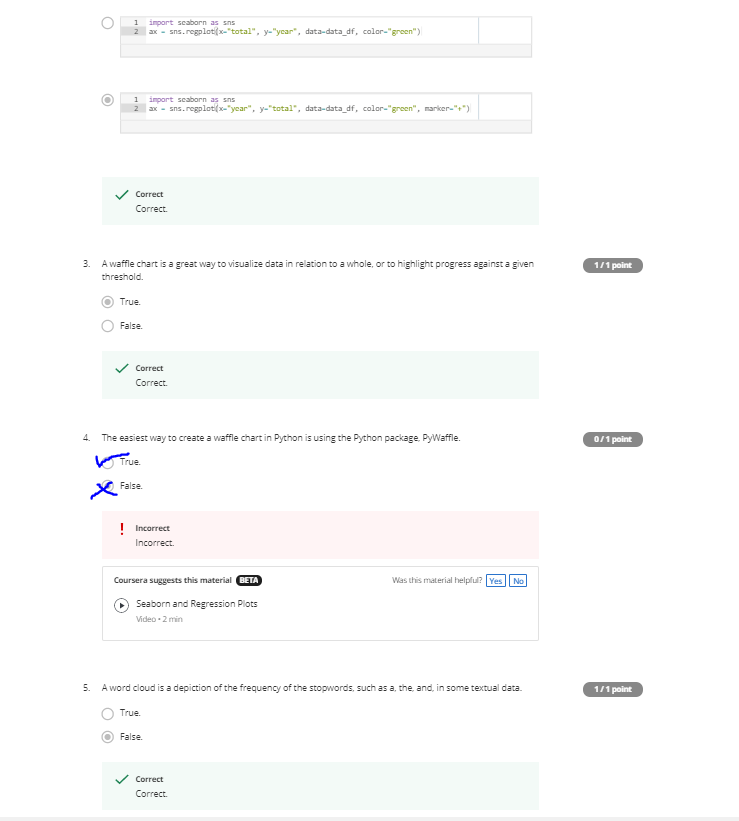 1 import seaborn as sns
2 ax = sns.regplot(x="total", y="year", data=data_df, color="green")
1 import seaborn as sns
2 ax = sns.regplot(x="year", y="total", data=data_df, color="green", marker="+")
Correct
Correct.
3. A waffle chart is a great way to visualize data in relation to a whole, or to highlight progress against a given
threshold.
1 / 1 point
True.
False.
Correct
Correct.
4. The easiest way to create a waffle chart in Python is using the Python package, PyWaffle.
0 / 1 point
True.
False.
! Incorrect
Incorrect.
Coursera suggests this material BETA
Was this material helpful? Yes No
Seaborn and Regression Plots
Video • 2 min
5. A word cloud is a depiction of the frequency of the stopwords, such as a, the, and, in some textual data.
1 / 1 point
True.
False.
Correct
Correct.